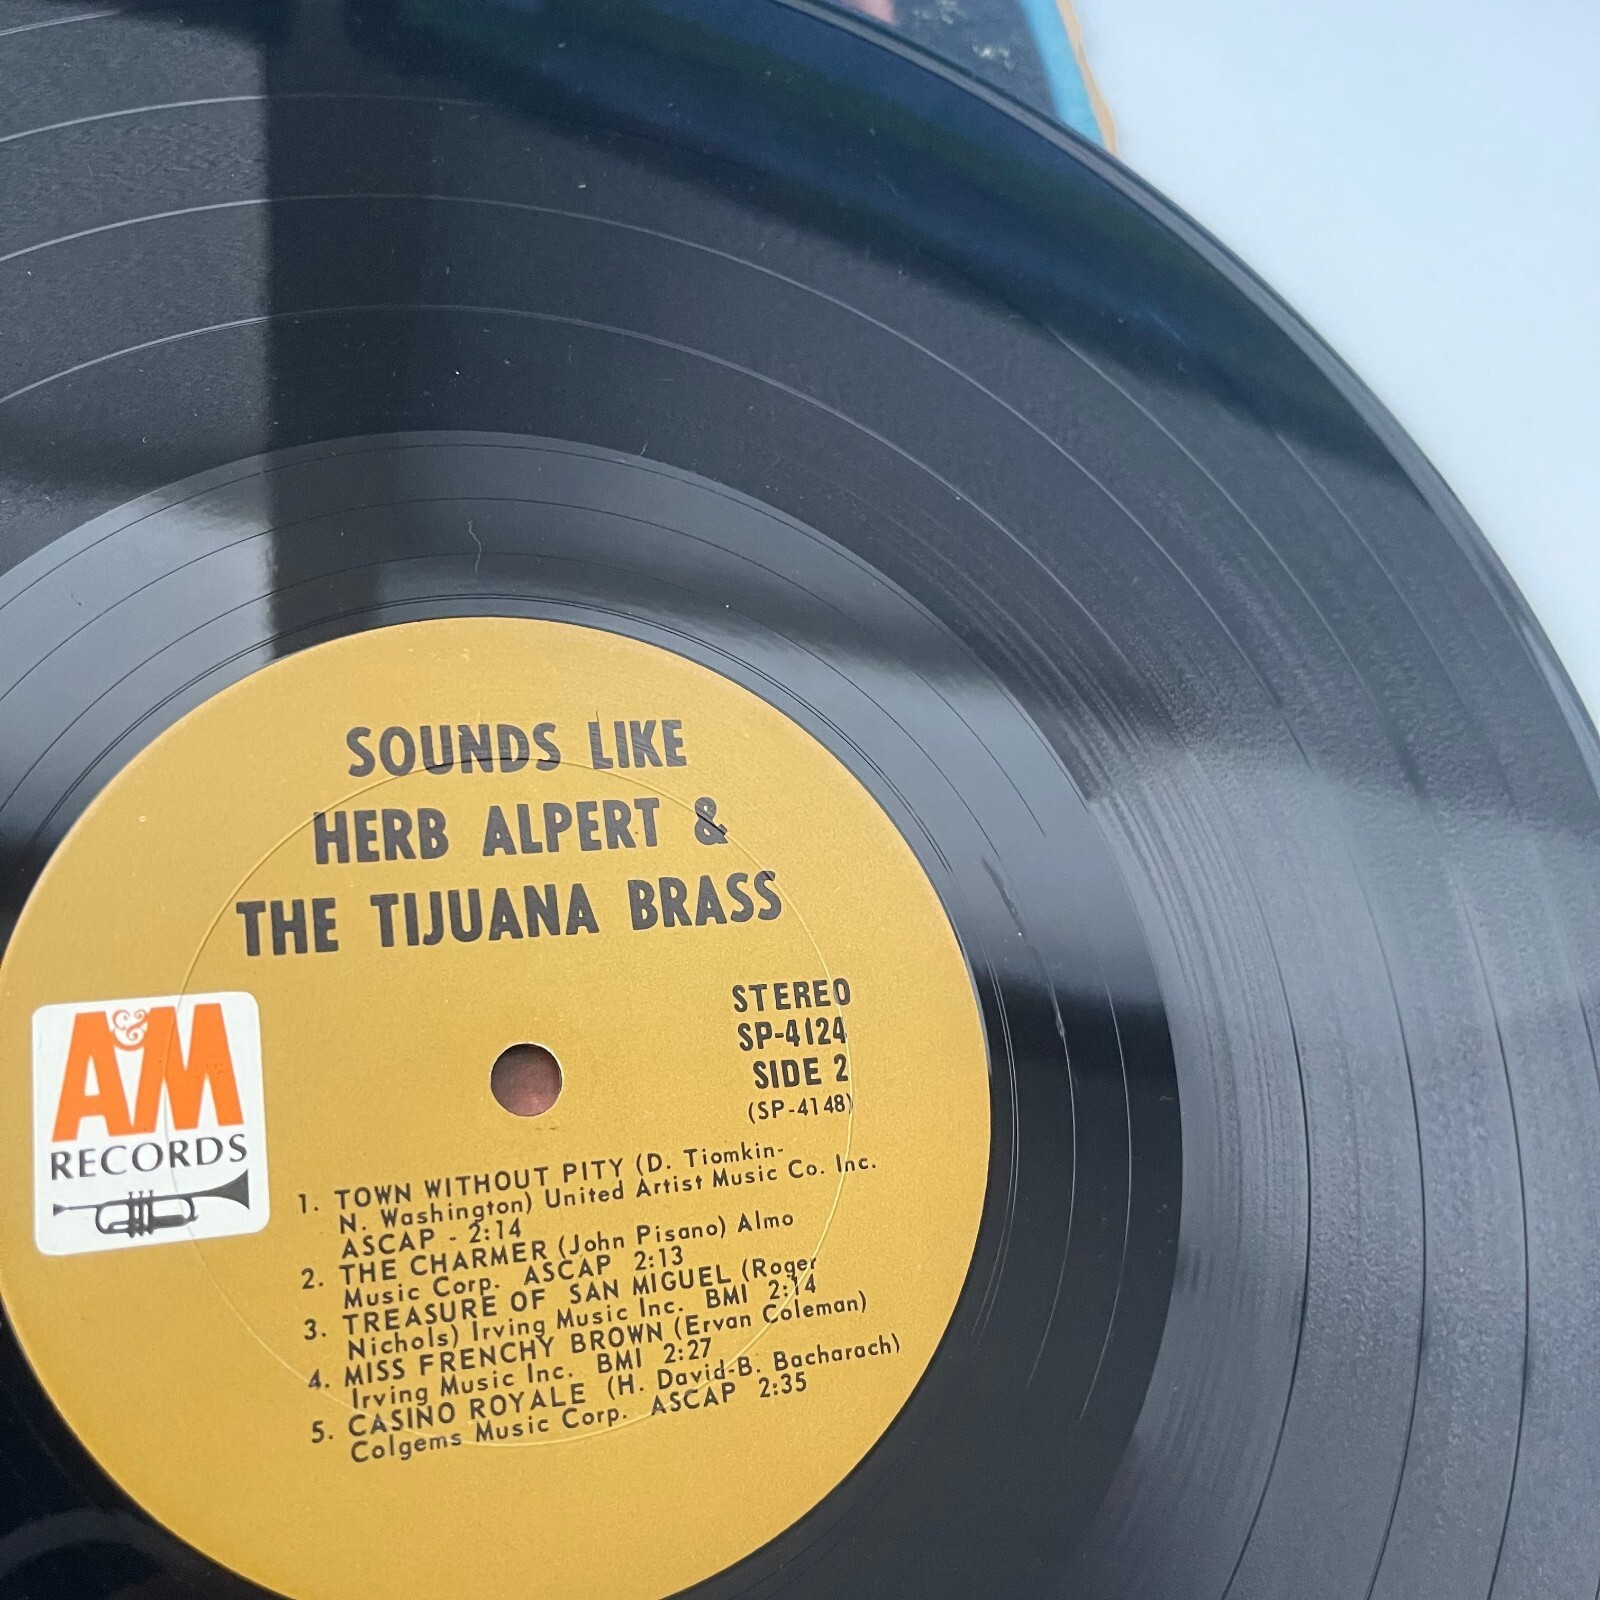 SOUNDS LIKE
HERB ALPERT &
THE TIJUANA BRASS
STEREO
SP-4124
SIDE 2
(SP-4148)
A&M
RECORDS
1. TOWN WITHOUT PITY (D. Tiomkin-
N. Washington) United Artist Music Co. Inc.
ASCAP - 2:14
2. THE CHARMER (John Pisano) Almo
Music Corp. ASCAP 2:13
3. TREASURE OF SAN MIGUEL (Roger
Nichols) Irving Music Inc. BMI 2:14
4. MISS FRENCHY BROWN (Ervan Coleman)
Irving Music Inc. BMI 2:27
5. CASINO ROYALE (H. David-B. Bacharach)
Colgems Music Corp. ASCAP 2:35